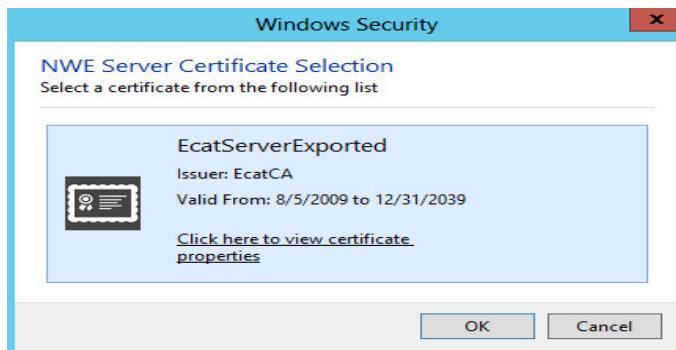 Windows Security
x
NWE Server Certificate Selection
Select a certificate from the following list
EcatServerExported
Issuer: EcatCA
Valid From: 8/5/2009 to 12/31/2039
Click here to view certificate
properties
OK
Cancel